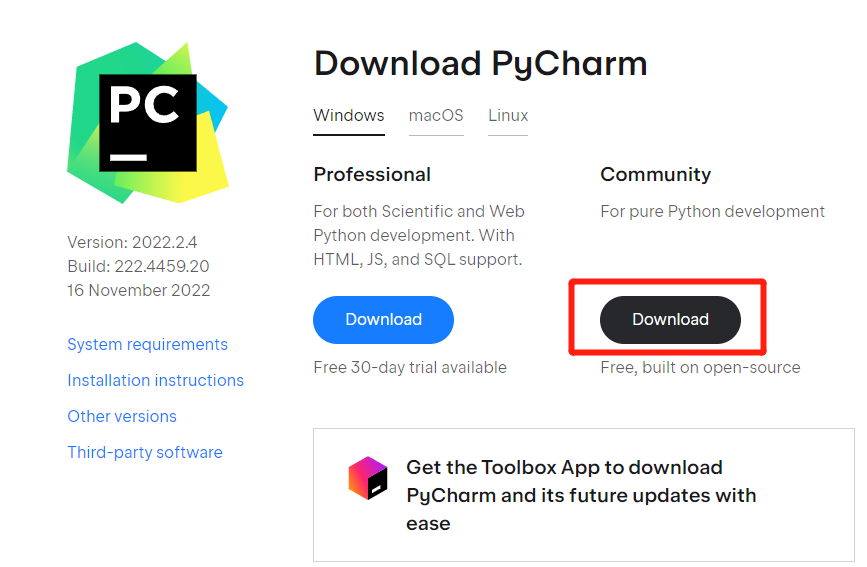 PC
Download PyCharm
Windows macOS Linux
Professional
For both Scientific and Web
Python development. With
HTML, JS, and SQL support.
Download
Free 30-day trial available
Community
For pure Python development
Download
Free, built on open-source
Version: 2022.2.4
Build: 222.4459.20
16 November 2022
System requirements
Installation instructions
Other versions
Third-party software
Get the Toolbox App to download
PyCharm and its future updates with
ease